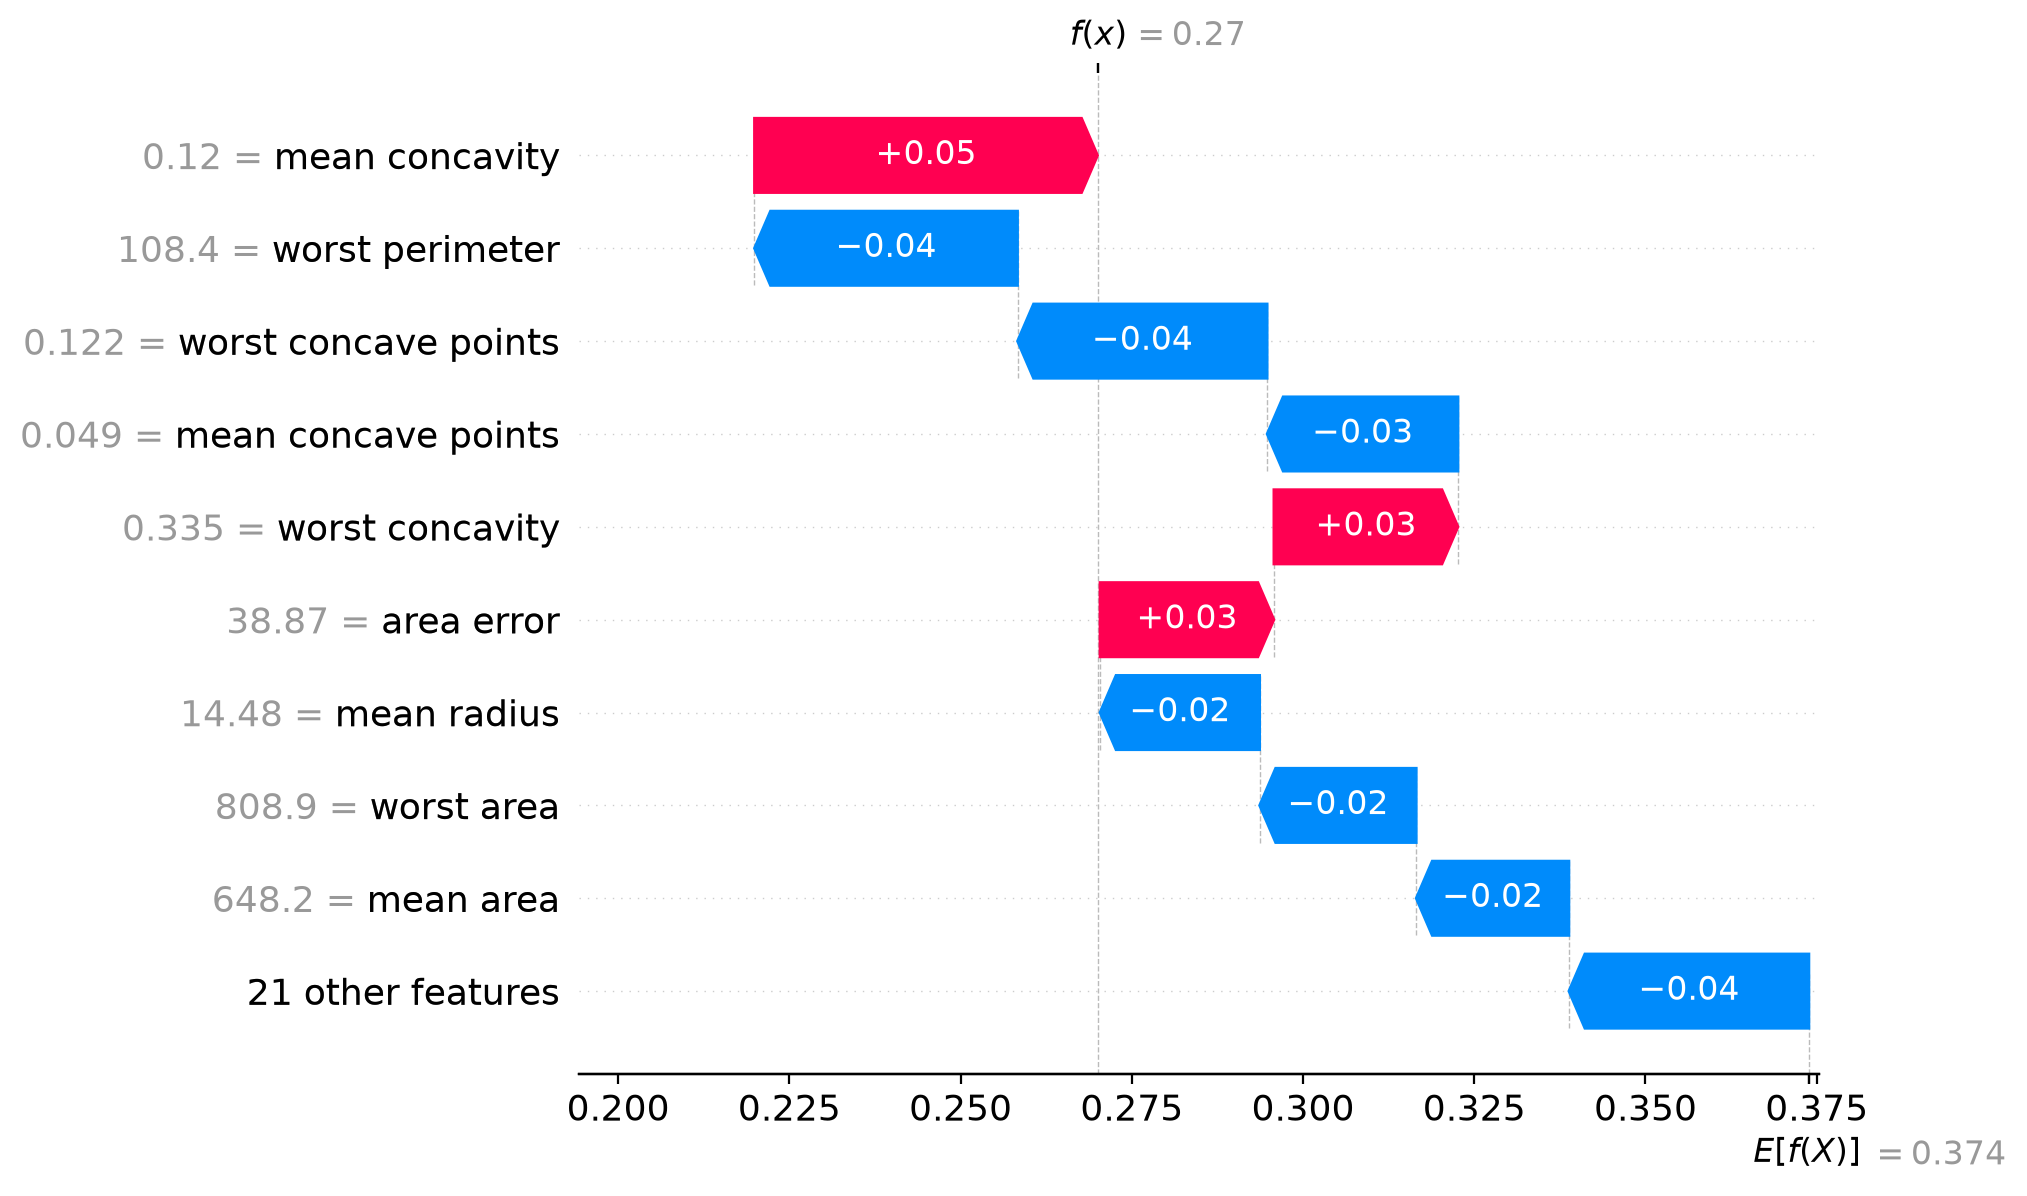 f(x) = 0.27
0.12 = mean concavity +0.05
108.4 = worst perimeter −0.04
0.122 = worst concave points −0.04
0.049 = mean concave points −0.03
0.335 = worst concavity +0.03
38.87 = area error +0.03
14.48 = mean radius −0.02
808.9 = worst area −0.02
648.2 = mean area −0.02
21 other features −0.04
0.200 0.225 0.250 0.275 0.300 0.325 0.350 0.375
E[f(X)] = 0.374